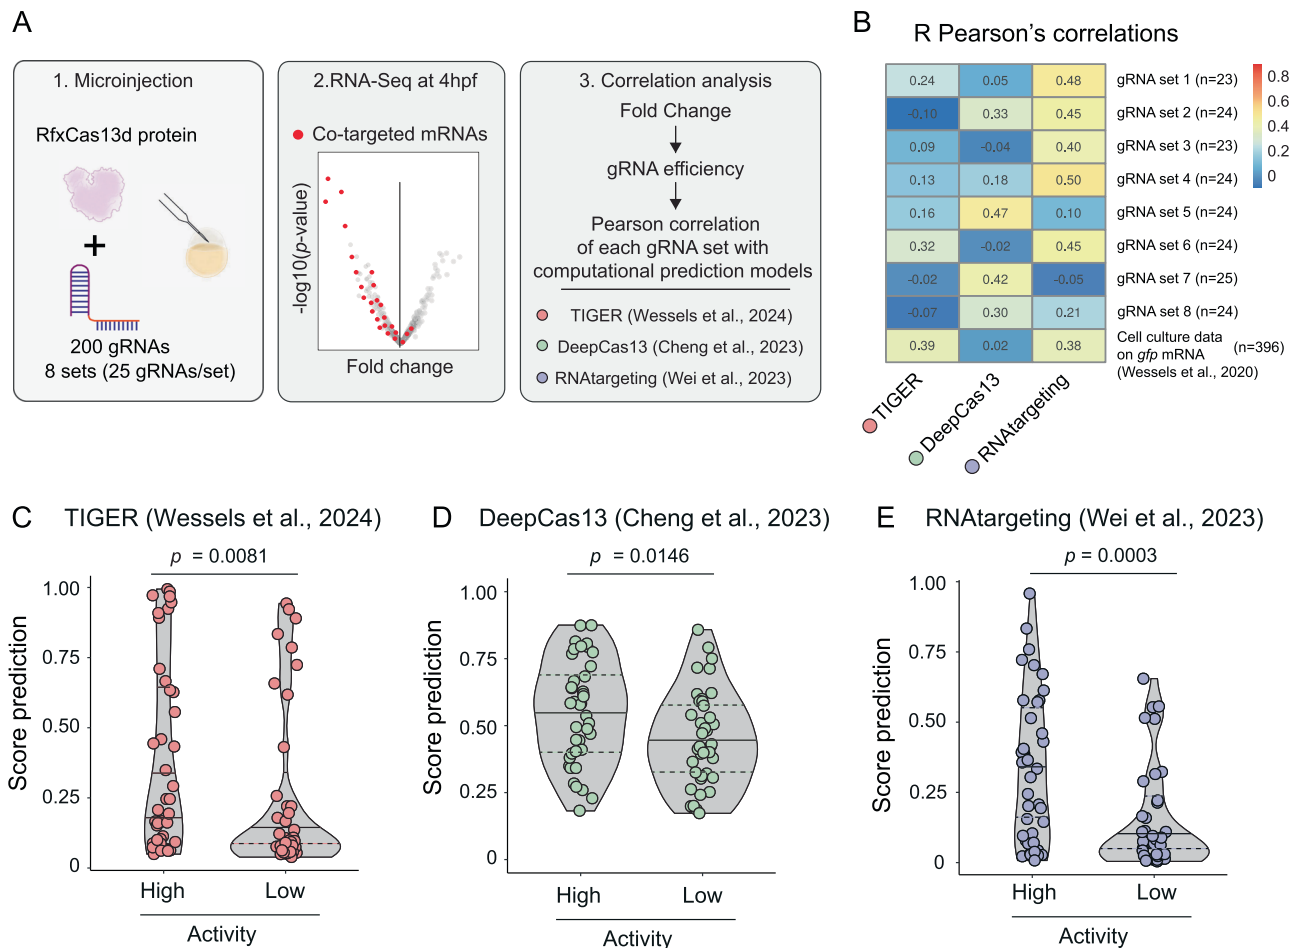 A
1. Microinjection
RfxCas13d protein
+
200 gRNAs
8 sets (25 gRNAs/set)
2.RNA-Seq at 4hpf
Co-targeted mRNAs
-log10(p-value)
Fold change
3. Correlation analysis
Fold Change
gRNA efficiency
Pearson correlation
of each gRNA set with
computational prediction models
TIGER (Wessels et al., 2024)
DeepCas13 (Cheng et al., 2023)
RNAtargeting (Wei et al., 2023)
B
R Pearson's correlations
0.24 0.05 0.48 gRNA set 1 (n=23)
-0.10 0.33 0.45 gRNA set 2 (n=24)
0.09 -0.04 0.40 gRNA set 3 (n=23)
0.13 0.18 0.50 gRNA set 4 (n=24)
0.16 0.47 0.10 gRNA set 5 (n=24)
0.32 -0.02 0.45 gRNA set 6 (n=24)
-0.02 0.42 -0.05 gRNA set 7 (n=25)
-0.07 0.30 0.21 gRNA set 8 (n=24)
0.39 0.02 0.38 Cell culture data
on gfp mRNA (n=396)
(Wessels et al., 2020)
0.8
0.6
0.4
0.2
0
TIGER
DeepCas13
RNAtargeting
C
TIGER (Wessels et al., 2024)
p = 0.0081
Score prediction
1.00
0.75
0.50
0.25
0
High Low
Activity
D
DeepCas13 (Cheng et al., 2023)
p = 0.0146
Score prediction
1.00
0.75
0.50
0.25
0
High Low
Activity
E
RNAtargeting (Wei et al., 2023)
p = 0.0003
Score prediction
1.00
0.75
0.50
0.25
0
High Low
Activity